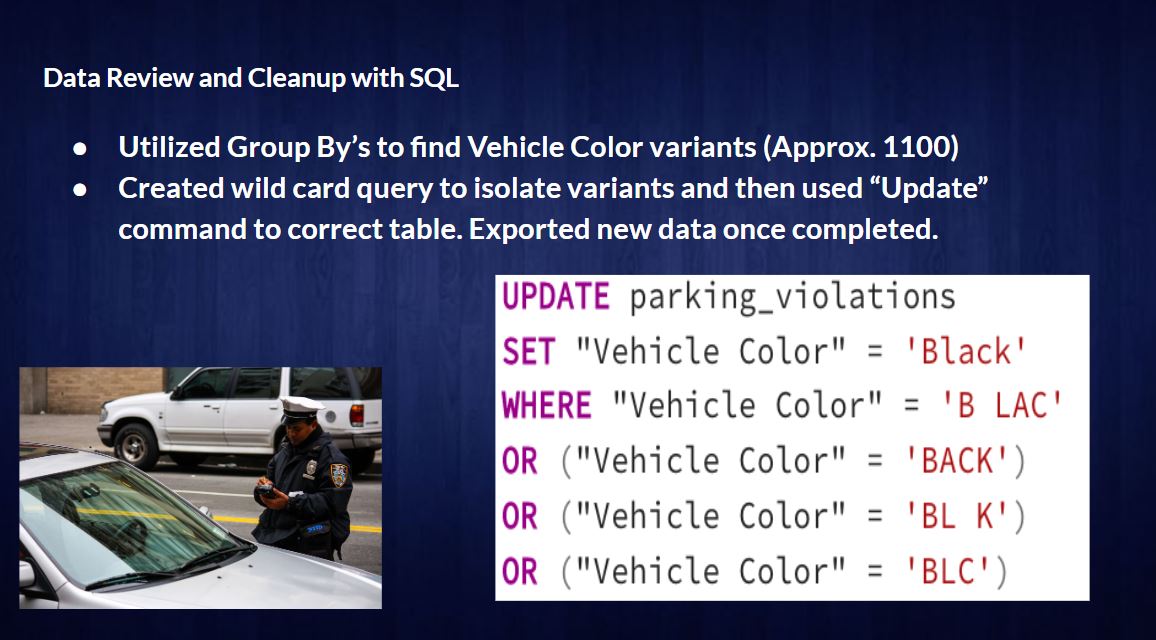 Data Review and Cleanup with SQL
● Utilized Group By’s to find Vehicle Color variants (Approx. 1100)
● Created wild card query to isolate variants and then used “Update”
command to correct table. Exported new data once completed.
UPDATE parking_violations
SET "Vehicle Color" = 'Black'
WHERE "Vehicle Color" = 'B LAC'
OR ("Vehicle Color" = 'BACK')
OR ("Vehicle Color" = 'BL K')
OR ("Vehicle Color" = 'BLC')